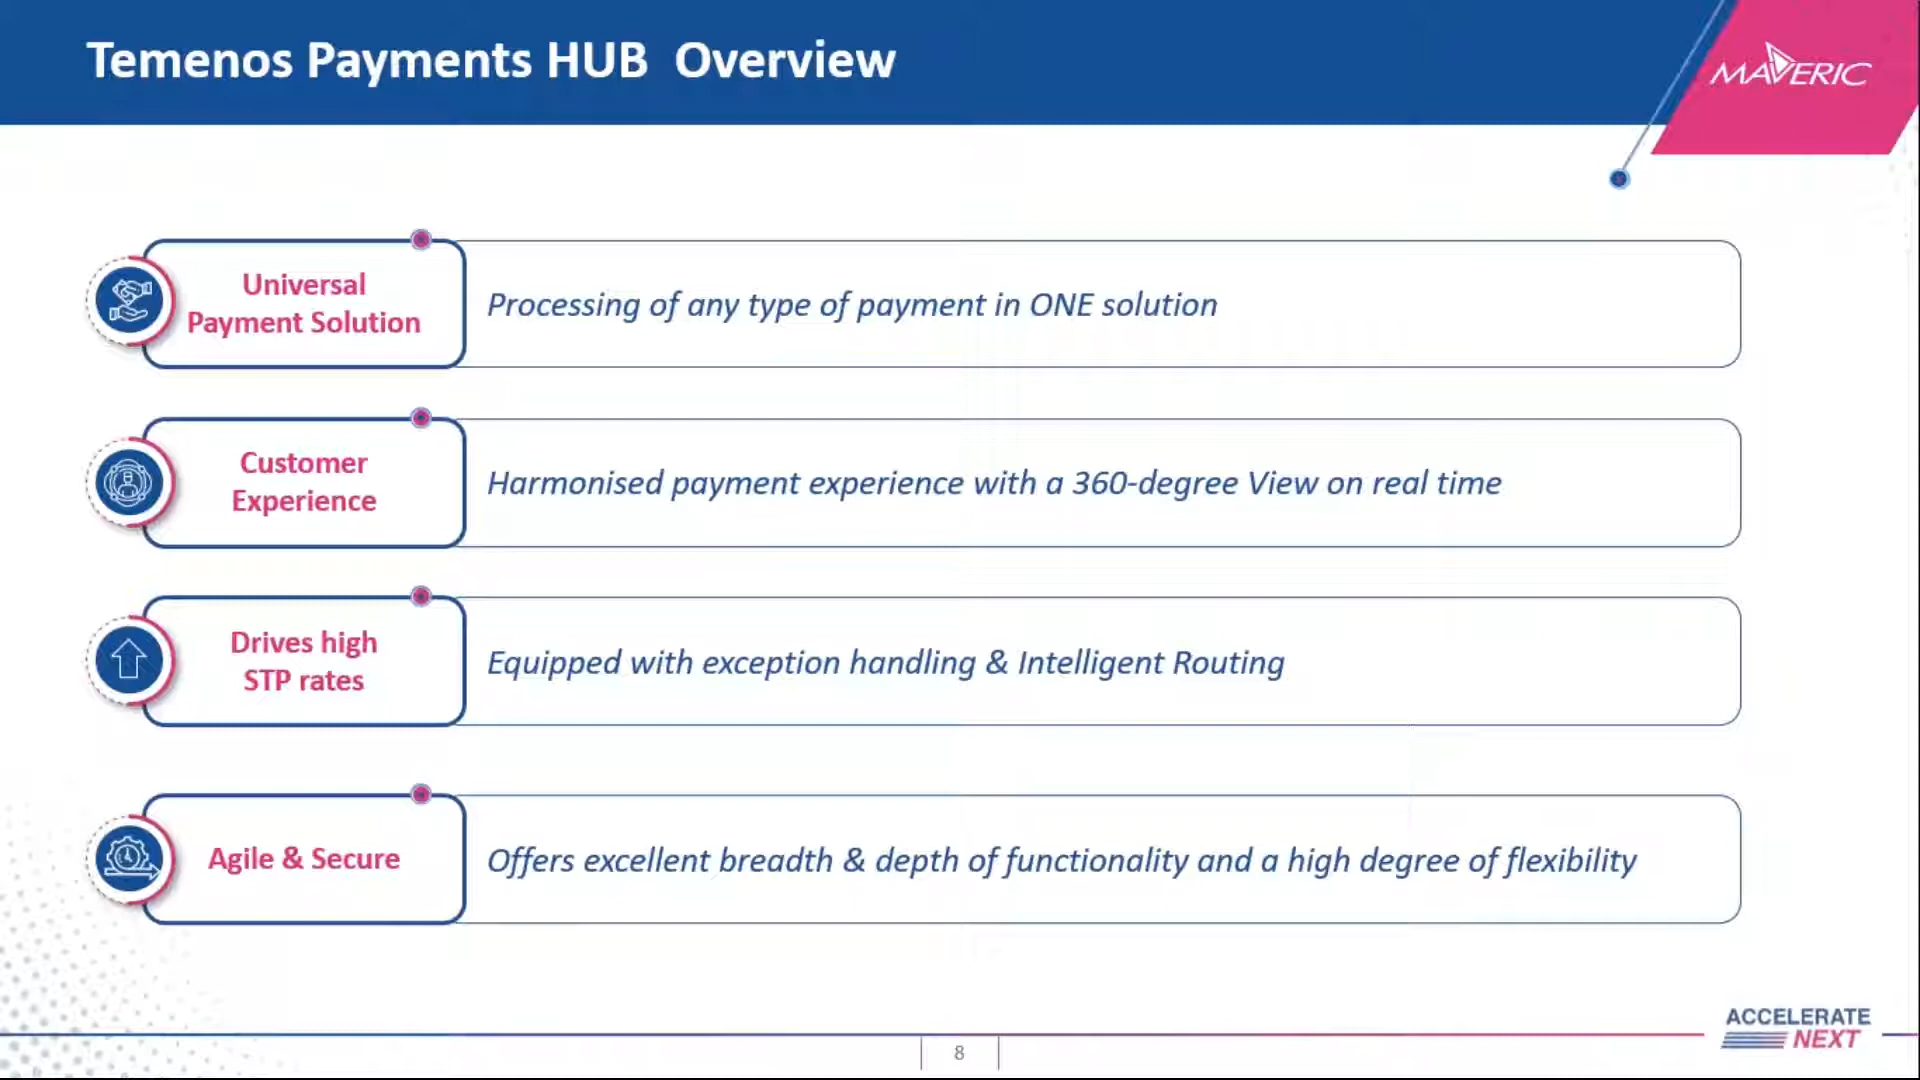 Temenos Payments HUB  Overview
MAVERIC
Universal
Payment Solution
Processing of any type of payment in ONE solution
Customer
Experience
Harmonised payment experience with a 360-degree View on real time
Drives high
STP rates
Equipped with exception handling & Intelligent Routing
Agile & Secure
Offers excellent breadth & depth of functionality and a high degree of flexibility
ACCELERATE
NEXT
8